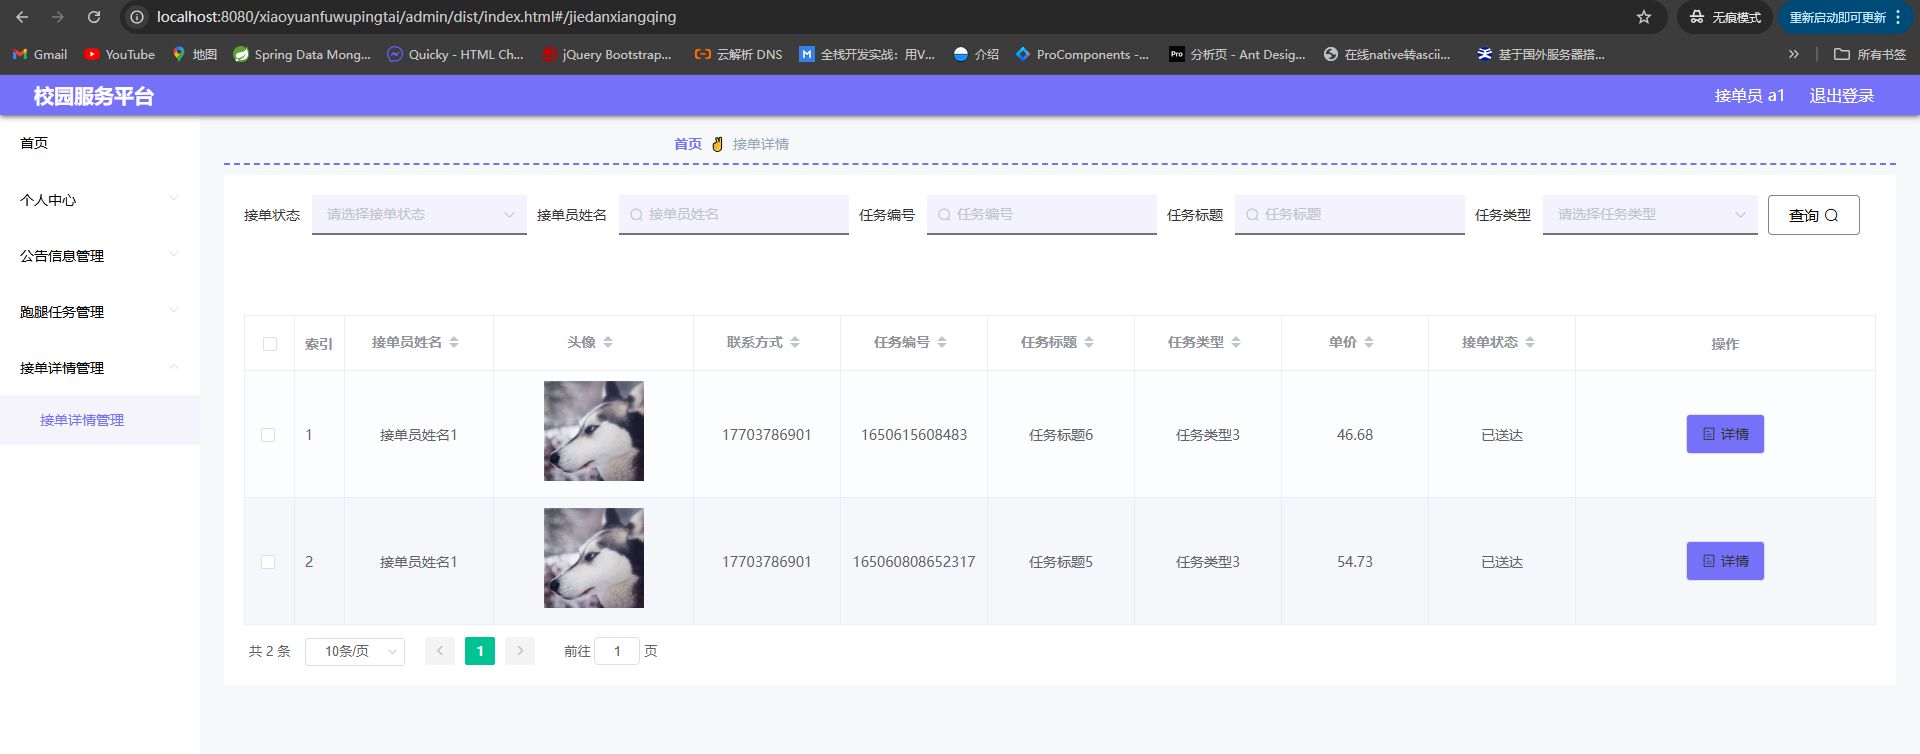 localhost:8080/xiaoyuanfuwupingtai/admin/dist/index.html#/jiedanxiangqing 无痕模式 重新启动即可更新
Gmail YouTube 地图 Spring Data Mong... Quicky - HTML Ch... jQuery Bootstrap... 云解析 DNS 全栈开发实战：用V... 介绍 ProComponents -... Pro 分析页 - Ant Desig... 在线native转ascii... 基于国外服务器搭... » 所有书签
校园服务平台 接单员 a1 退出登录
首页
个人中心
公告信息管理
跑腿任务管理
接单详情管理
接单详情管理
首页 接单详情
接单状态 请选择接单状态 接单员姓名 接单员姓名 任务编号 任务编号 任务标题 任务标题 任务类型 请选择任务类型 查询
索引 接单员姓名 头像 联系方式 任务编号 任务标题 任务类型 单价 接单状态 操作
1 接单员姓名1 17703786901 1650615608483 任务标题6 任务类型3 46.68 已送达 详情
2 接单员姓名1 17703786901 165060808652317 任务标题5 任务类型3 54.73 已送达 详情
共 2 条 10条/页 1 前往 1 页